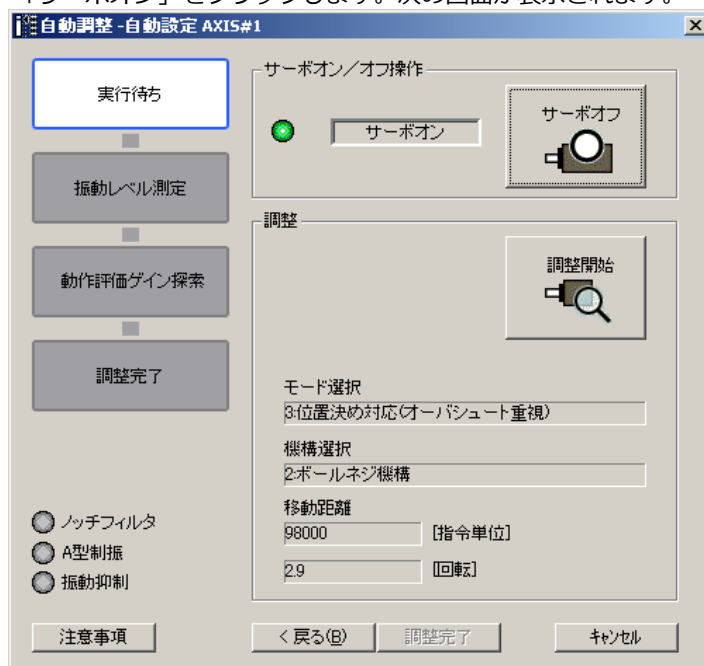 「サーボオン」をクリックします。次の画面が表示されます。
自動調整 -自動設定 AXIS#1
実行待ち
振動レベル測定
動作評価ゲイン探索
調整完了
ノッチフィルタ
A型制振
振動抑制
サーボオン／オフ操作
サーボオン
サーボオフ
調整
調整開始
モード選択
3:位置決め対応(オーバシュート重視)
機構選択
2:ボールネジ機構
移動距離
98000 [指令単位]
2.9 [回転]
注意事項
< 戻る(B)
調整完了
キャンセル